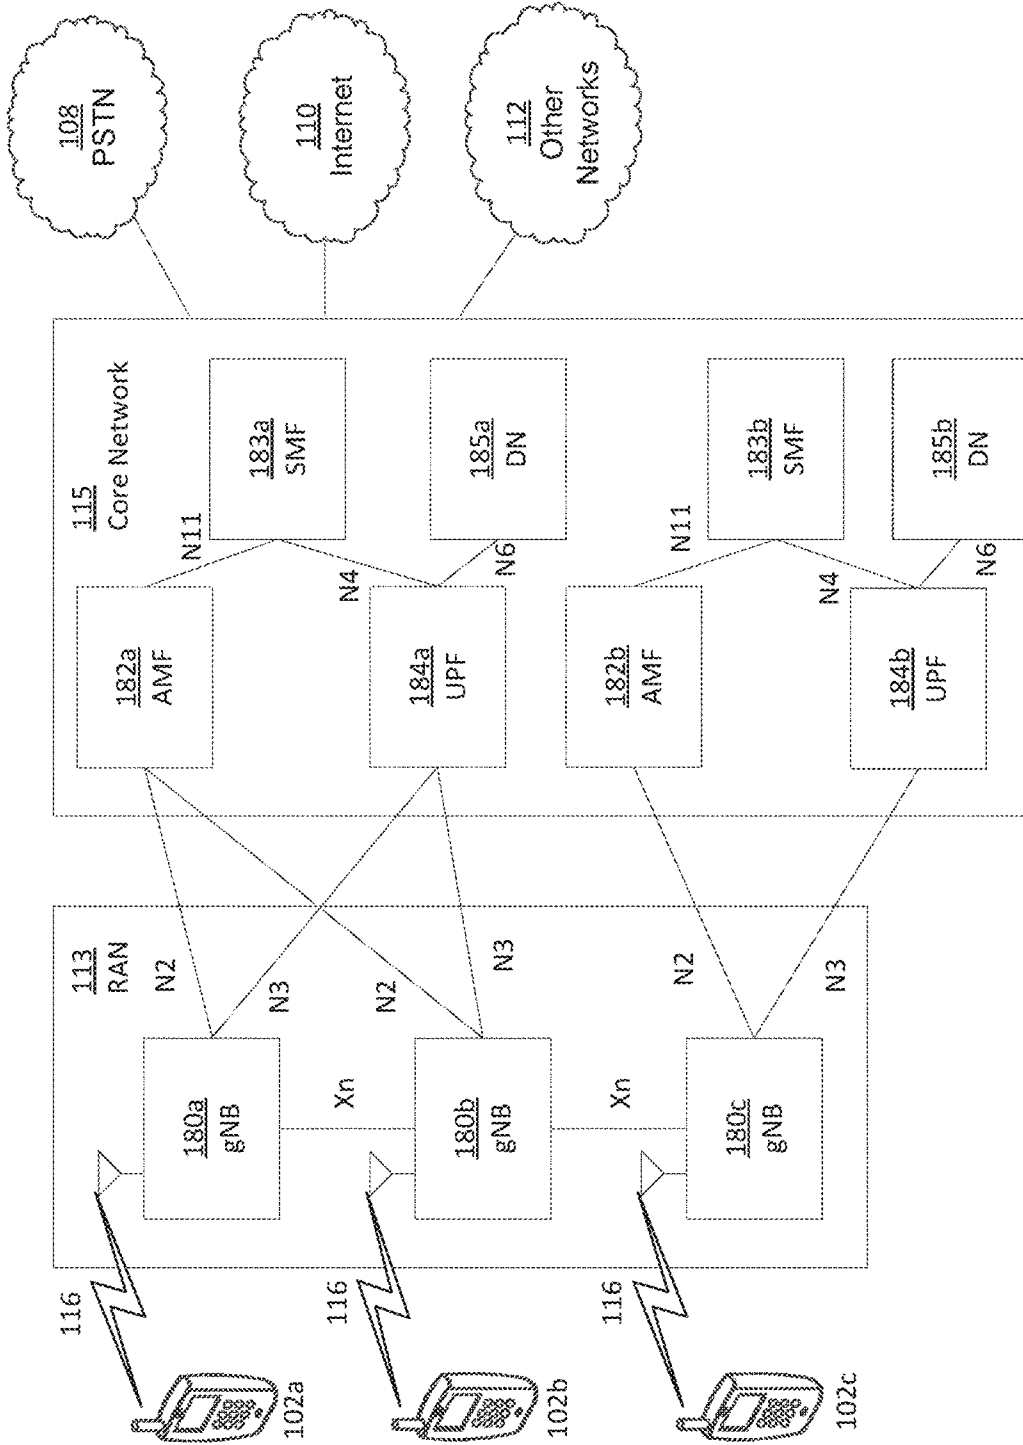 102a
116
180a
gNB
113
RAN
N2
N3
Xn
102b
116
180b
gNB
N2
N3
Xn
102c
116
180c
gNB
N2
N3
115
Core Network
182a
AMF
N11
183a
SMF
184a
UPF
N4
N6
185a
DN
182b
AMF
N11
183b
SMF
184b
UPF
N4
N6
185b
DN
108
PSTN
110
Internet
112
Other
Networks